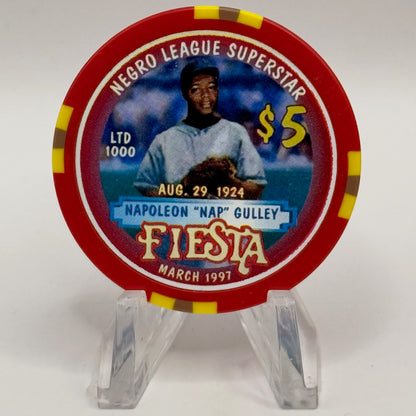 NEGRO LEAGUE SUPERSTAR
LTD
1000
$5
AUG. 29, 1924
NAPOLEON "NAP" GULLEY
FIESTA
MARCH 1997